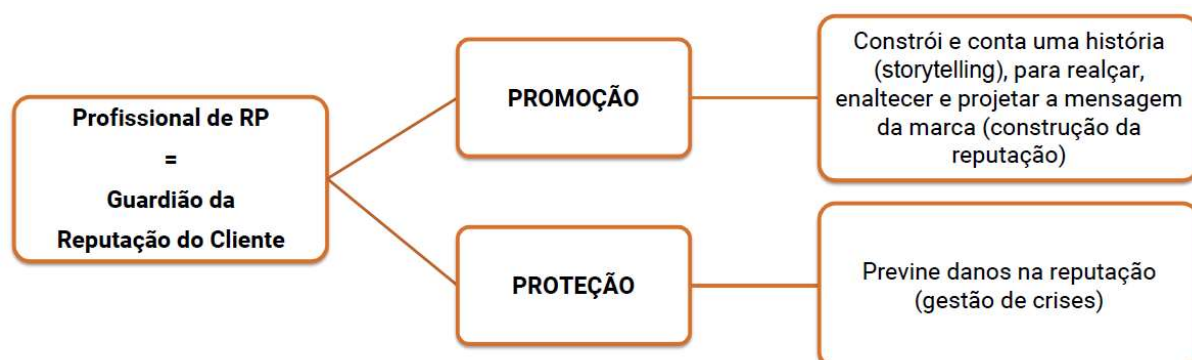 Profissional de RP
=
Guardião da
Reputação do Cliente
PROMOÇÃO
Constrói e conta uma história
(storytelling), para realçar,
enaltecer e projetar a mensagem
da marca (construção da
reputação)
PROTEÇÃO
Previne danos na reputação
(gestão de crises)